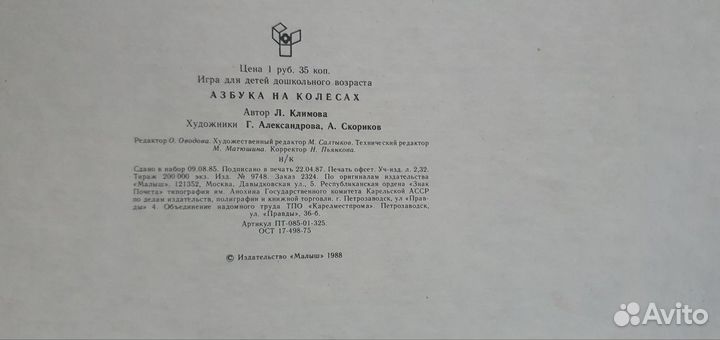 Цена 1 руб. 35 коп.
Игра для детей дошкольного возраста
АЗБУКА НА КОЛЕСАХ
Автор Л. Климова
Художники Г. Александрова, А. Скориков
Редактор О. Оводова. Художественный редактор М. Салтыков. Технический редактор
М. Матюшина. Корректор Н. Пьянкова.
н/к
Сдано в набор 09.08.85. Подписано в печать 22.04.87. Печать офсет. Уч-изд. л. 2,32.
Тираж 200 000 экз. Изд. № 9748. Заказ 2324. По оригиналам издательства
«Малыш». 121352, Москва, Давыдковская ул., 5. Республиканская ордена «Знак
Почета» типография им. Анохина Государственного комитета Карельской АССР
по делам издательств, полиграфии и книжной торговли. г. Петрозаводск, ул «Прав-
ды» 4. Объединение надомного труда ТПО «Карелместпрома». Петрозаводск,
ул. «Правды», 36-б.
Артикул ПТ-085-01-325.
ОСТ 17-498-75
© Издательство «Малыш» 1988
Avito